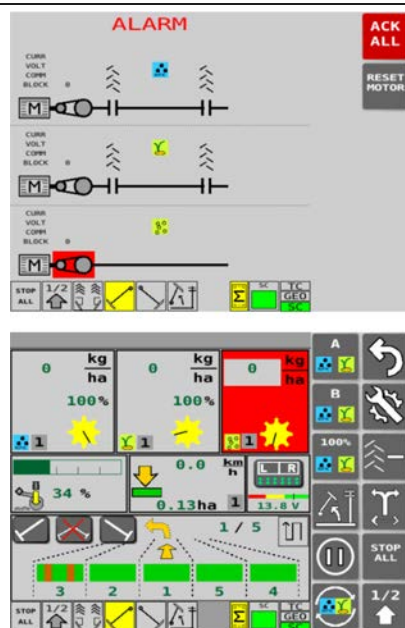 ALARM
ACK
ALL
RESET
MOTOR
CURR
VOLT
COMM
BLOCK 0
M
CURR
VOLT
COMM
BLOCK 0
M
CURR
VOLT
COMM
BLOCK 0
M
STOP
ALL
1/2
Σ
SC
TC
GEO
SC
0 kg/ha
0 kg/ha
0 kg/ha
100%
100%
1
1
1
A
B
100%
34 %
0.0 km/h
0.13ha
1
L R
13.8 V
1 / 5
3 2 1 5 4
STOP
ALL
1/2
STOP
ALL
1/2
Σ
SC
TC
GEO
SC